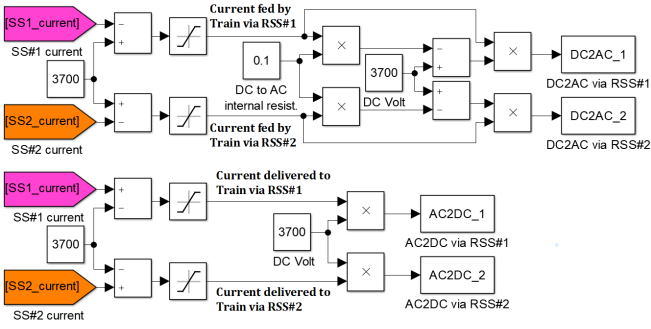 [SS1_current]
SS#1 current
3700
[SS2_current]
SS#2 current
−
+
+
−
Current fed by
Train via RSS#1
Current fed by
Train via RSS#2
0.1
DC to AC
internal resist.
×
×
3700
DC Volt
−
+
+
−
×
×
DC2AC_1
DC2AC via RSS#1
DC2AC_2
DC2AC via RSS#2
[SS1_current]
SS#1 current
3700
[SS2_current]
SS#2 current
+
−
−
+
Current delivered to
Train via RSS#1
Current delivered to
Train via RSS#2
3700
DC Volt
×
×
AC2DC_1
AC2DC via RSS#1
AC2DC_2
AC2DC via RSS#2